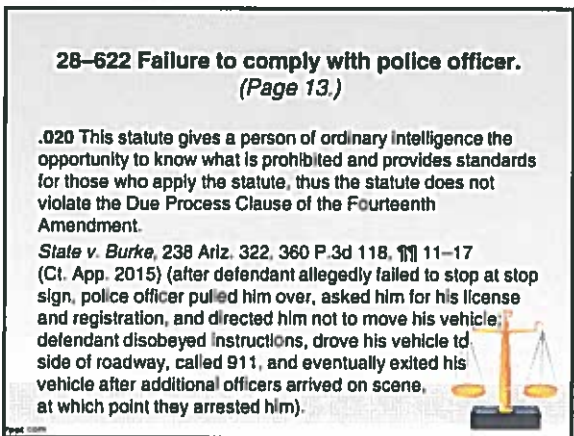 28–622 Failure to comply with police officer.
(Page 13.)
.020 This statute gives a person of ordinary intelligence the
opportunity to know what is prohibited and provides standards
for those who apply the statute, thus the statute does not
violate the Due Process Clause of the Fourteenth
Amendment.
State v. Burke, 238 Ariz. 322, 360 P.3d 118, ¶¶ 11–17
(Ct. App. 2015) (after defendant allegedly failed to stop at stop
sign, police officer pulled him over, asked him for his license
and registration, and directed him not to move his vehicle;
defendant disobeyed instructions, drove his vehicle to
side of roadway, called 911, and eventually exited his
vehicle after additional officers arrived on scene,
at which point they arrested him).